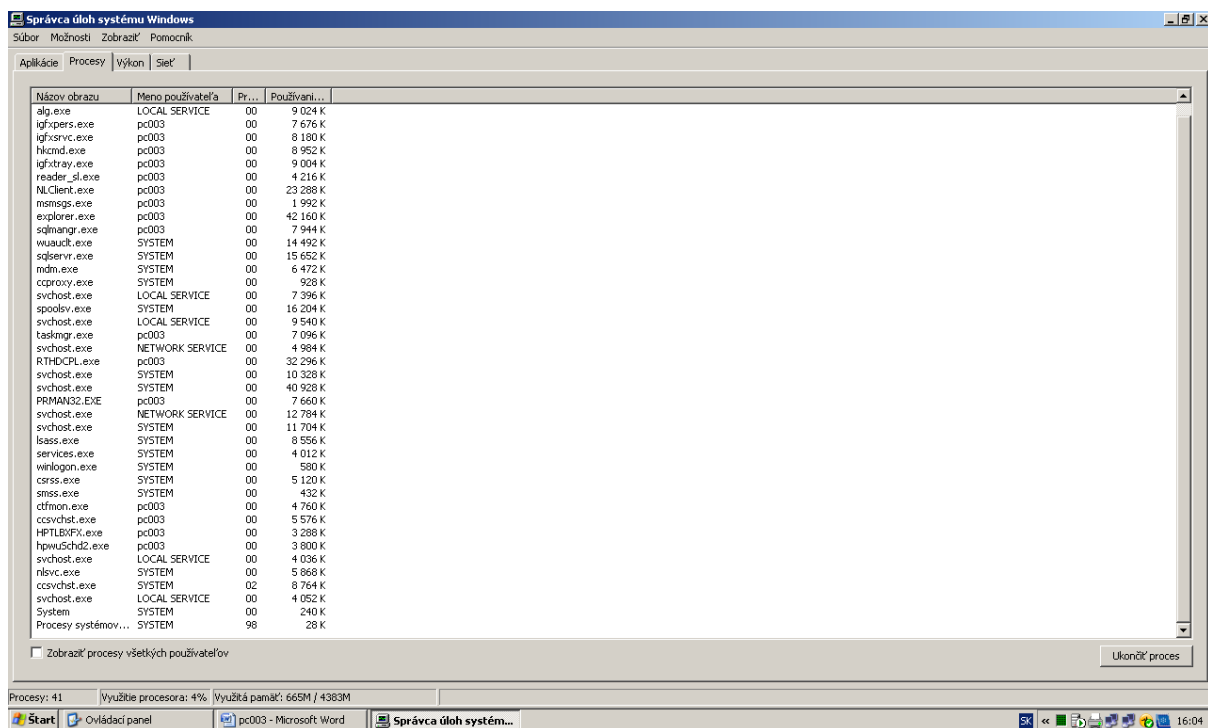 Správca úloh systému Windows
Súbor Možnosti Zobraziť Pomocník
Aplikácie Procesy Výkon Sieť
Názov obrazu Meno používateľa Pr... Používani...
alg.exe LOCAL SERVICE 00 9 024 K
igfxpers.exe pc003 00 7 676 K
igfxsrvc.exe pc003 00 8 180 K
hkcmd.exe pc003 00 8 952 K
igfxtray.exe pc003 00 9 004 K
reader_sl.exe pc003 00 4 216 K
NLClient.exe pc003 00 23 288 K
msmsgs.exe pc003 00 1 992 K
explorer.exe pc003 00 42 160 K
sqlmangr.exe pc003 00 7 944 K
wuauclt.exe SYSTEM 00 14 492 K
sqlservr.exe SYSTEM 00 15 652 K
mdm.exe SYSTEM 00 6 472 K
ccproxy.exe SYSTEM 00 928 K
svchost.exe LOCAL SERVICE 00 7 396 K
spoolsv.exe SYSTEM 00 16 204 K
svchost.exe LOCAL SERVICE 00 9 540 K
taskmgr.exe pc003 00 7 096 K
svchost.exe NETWORK SERVICE 00 4 984 K
RTHDCPL.exe pc003 00 32 296 K
svchost.exe SYSTEM 00 10 328 K
svchost.exe SYSTEM 00 40 928 K
PRMAN32.EXE pc003 00 7 660 K
svchost.exe NETWORK SERVICE 00 12 784 K
svchost.exe SYSTEM 00 11 704 K
lsass.exe SYSTEM 00 8 556 K
services.exe SYSTEM 00 4 012 K
winlogon.exe SYSTEM 00 580 K
csrss.exe SYSTEM 00 5 120 K
smss.exe SYSTEM 00 432 K
ctfmon.exe pc003 00 4 760 K
ccsvchst.exe pc003 00 5 576 K
HPTLBXFX.exe pc003 00 3 288 K
hpwuSchd2.exe pc003 00 3 800 K
svchost.exe LOCAL SERVICE 00 4 036 K
nlsvc.exe SYSTEM 00 5 868 K
ccsvchst.exe SYSTEM 02 8 764 K
svchost.exe LOCAL SERVICE 00 4 052 K
System SYSTEM 00 240 K
Procesy systémov... SYSTEM 98 28 K
Zobraziť procesy všetkých používateľov
Ukončiť proces
Procesy: 41 Využitie procesora: 4% Využitá pamäť: 665M / 4383M
Štart Ovládací panel pc003 - Microsoft Word Správca úloh systém... SK « 16:04